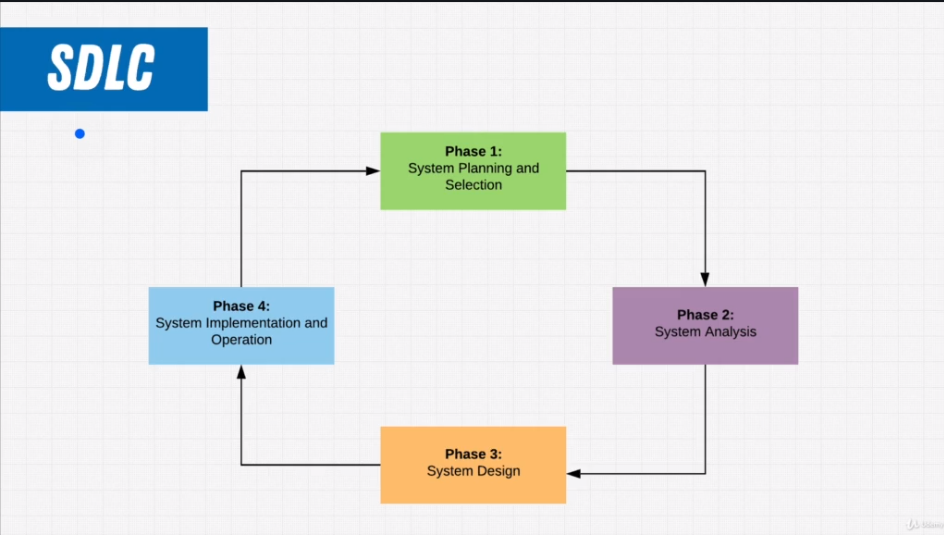 SDLC
Phase 1:
System Planning and
Selection
Phase 4:
System Implementation and
Operation
Phase 2:
System Analysis
Phase 3:
System Design